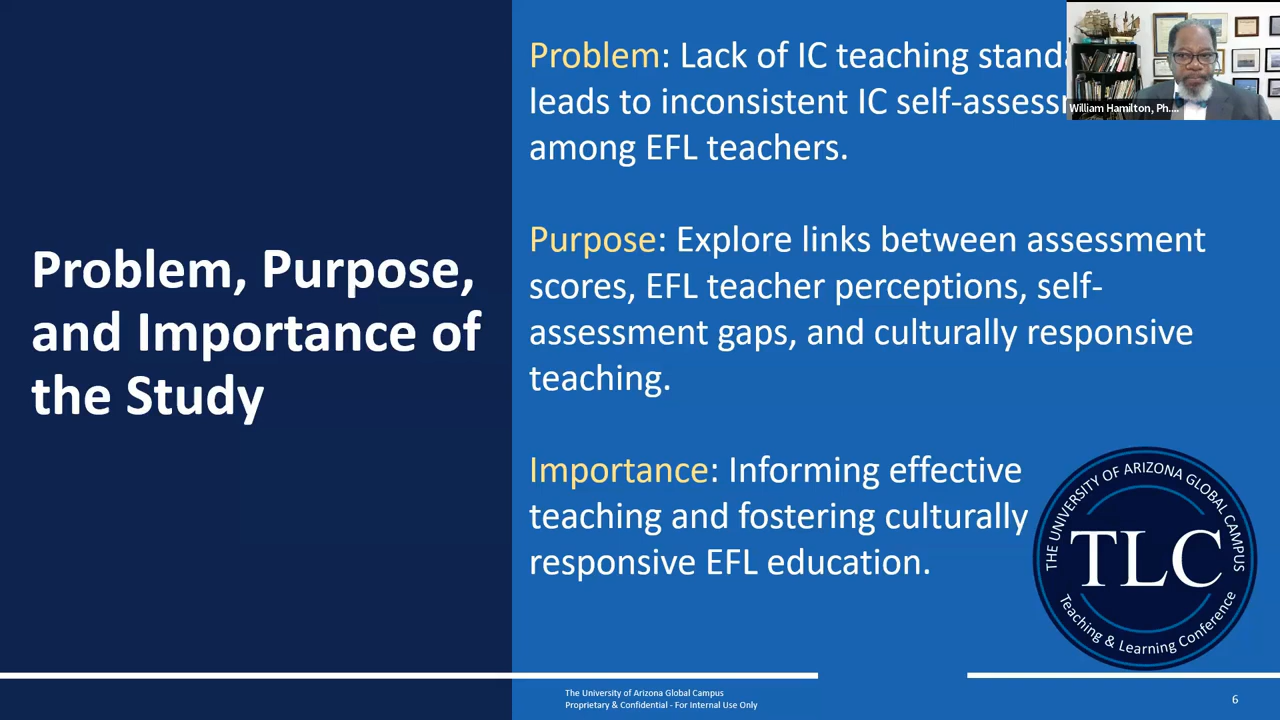 Problem, Purpose,
and Importance of
the Study
Problem: Lack of IC teaching
leads to inconsistent IC
among EFL teachers.
Purpose: Explore links between assessment
scores, EFL teacher perceptions, self-
assessment gaps, and culturally responsive
teaching.
Importance: Informing effective
teaching and fostering culturally
responsive EFL education.
William Hamilton, Ph....
THE UNIVERSITY OF ARIZONA GLOBAL CAMPUS
TLC
Teaching & Learning Conference
The University of Arizona Global Campus
Proprietary & Confidential - For Internal Use Only
6